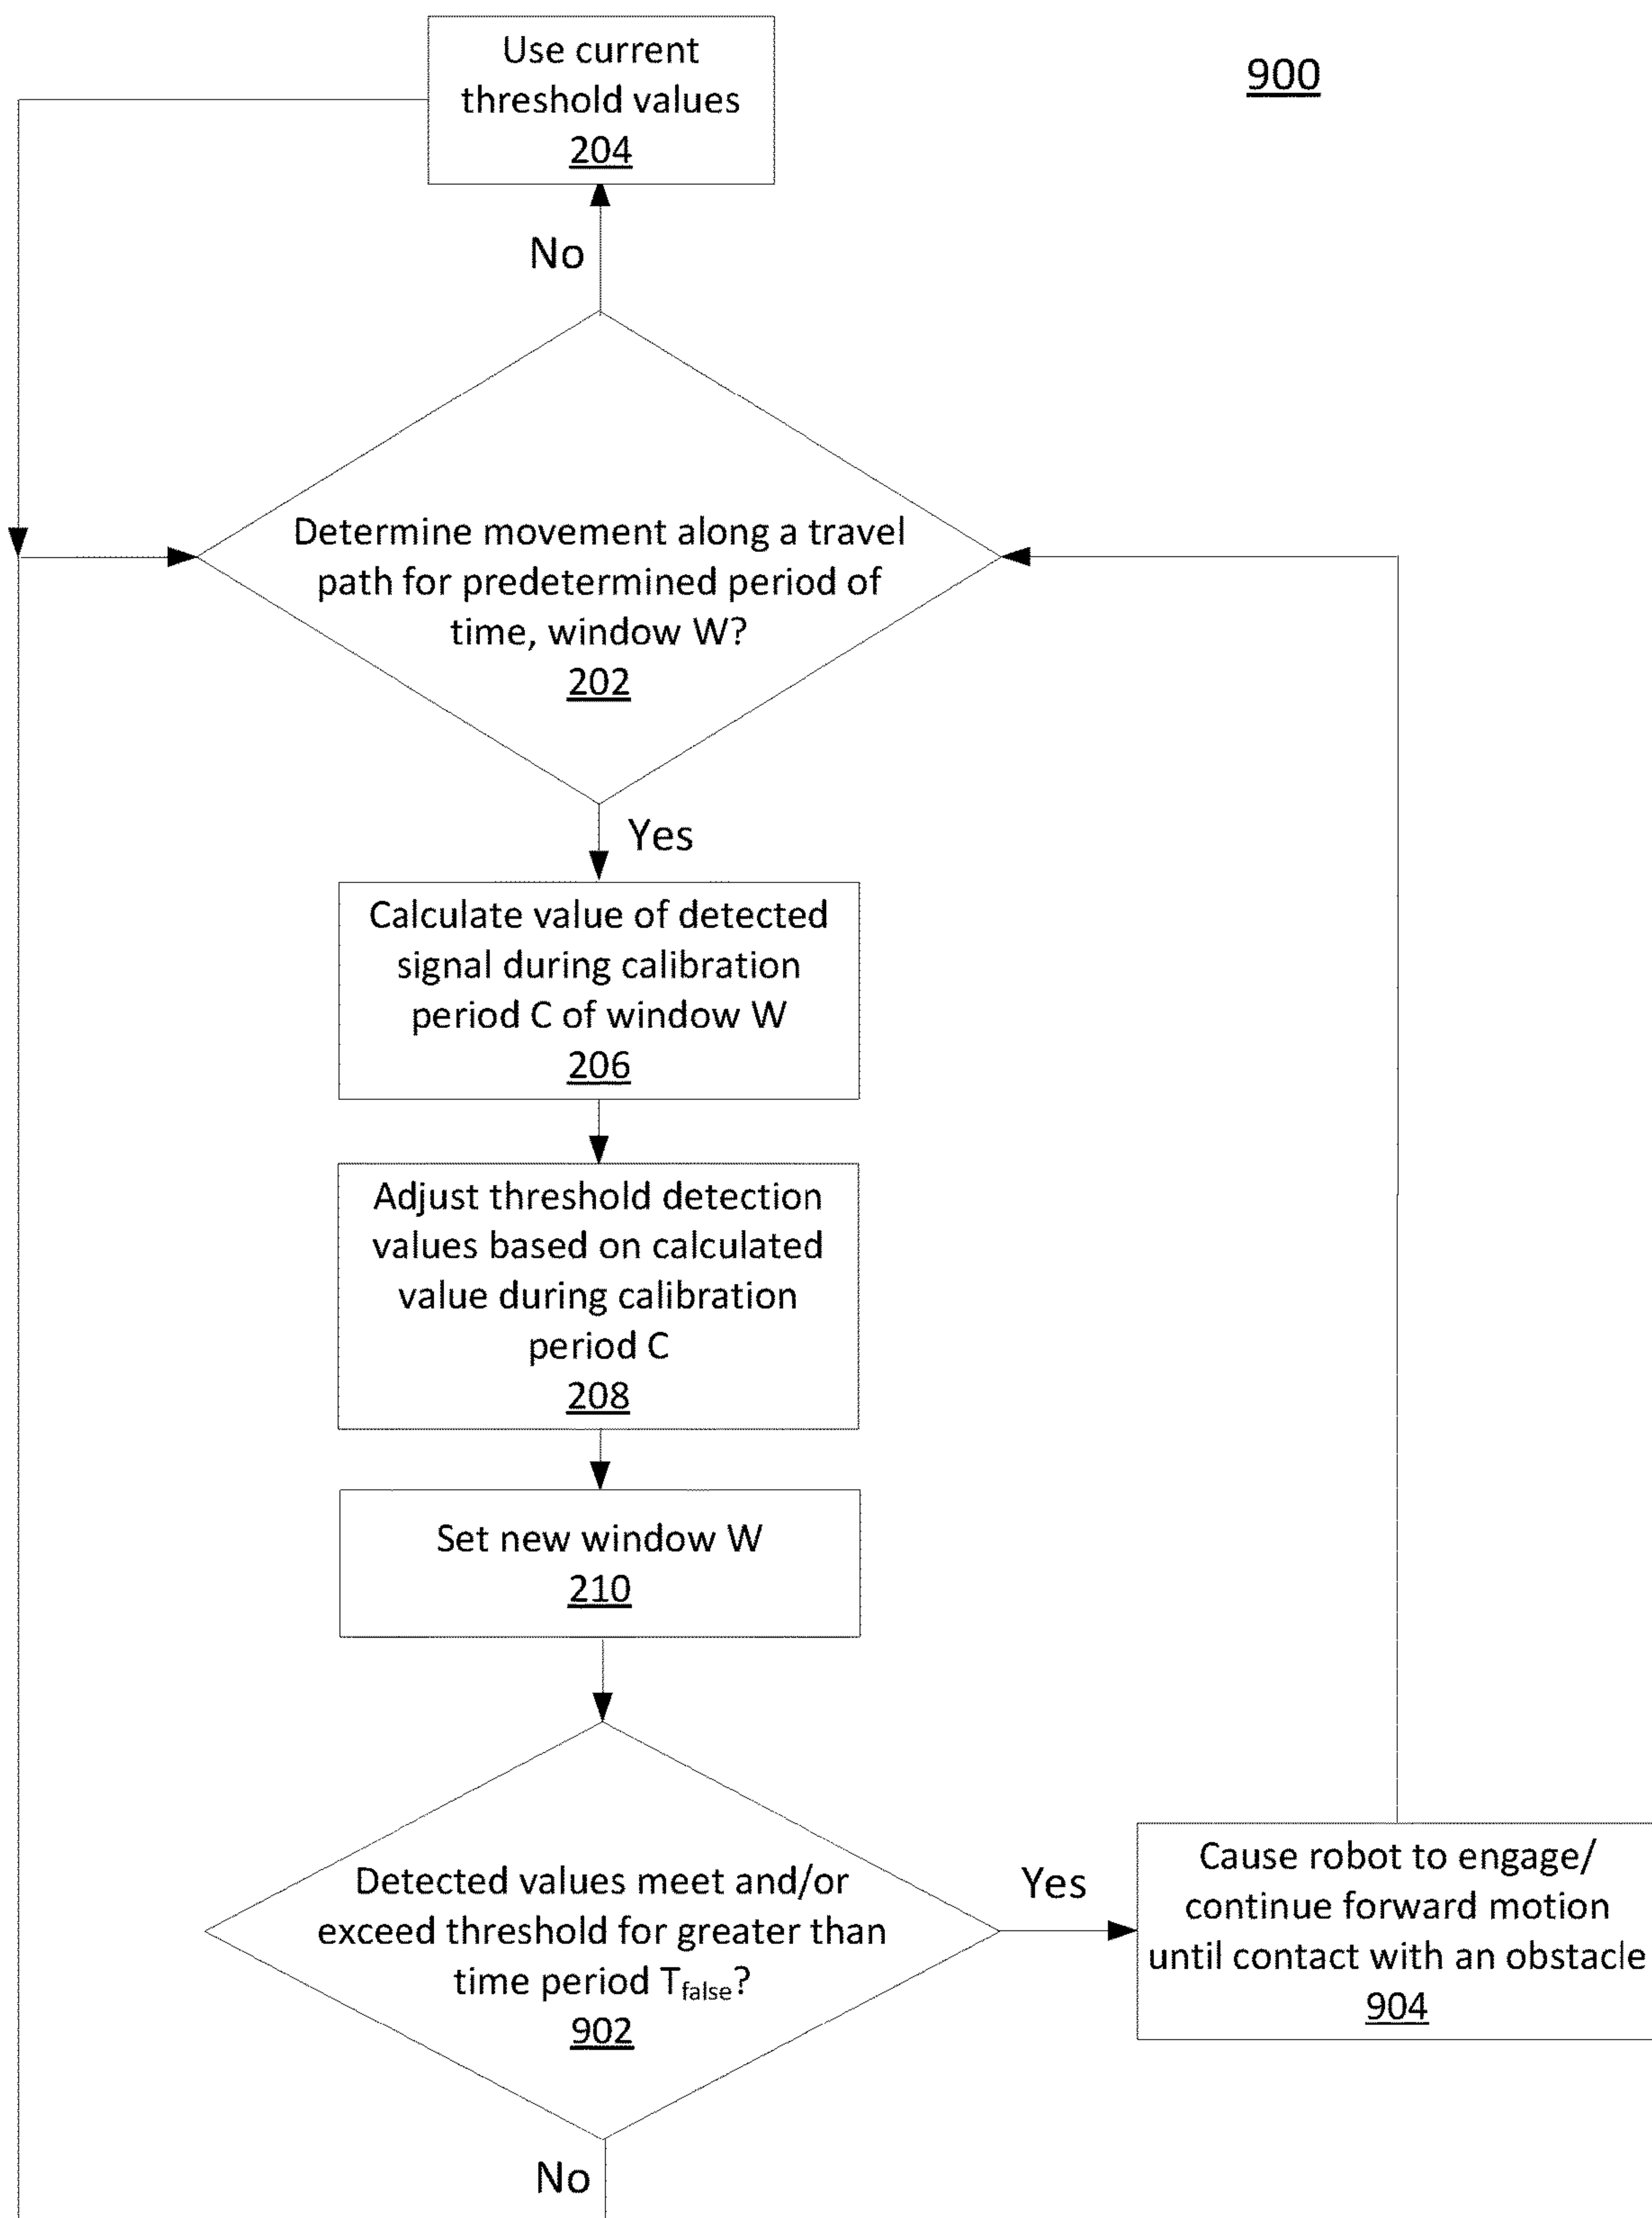 Use current
threshold values
204
900
No
Determine movement along a travel
path for predetermined period of
time, window W?
202
Yes
Calculate value of detected
signal during calibration
period C of window W
206
Adjust threshold detection
values based on calculated
value during calibration
period C
208
Set new window W
210
Detected values meet and/or
exceed threshold for greater than
time period Tfalse?
902
Yes
Cause robot to engage/
continue forward motion
until contact with an obstacle
904
No